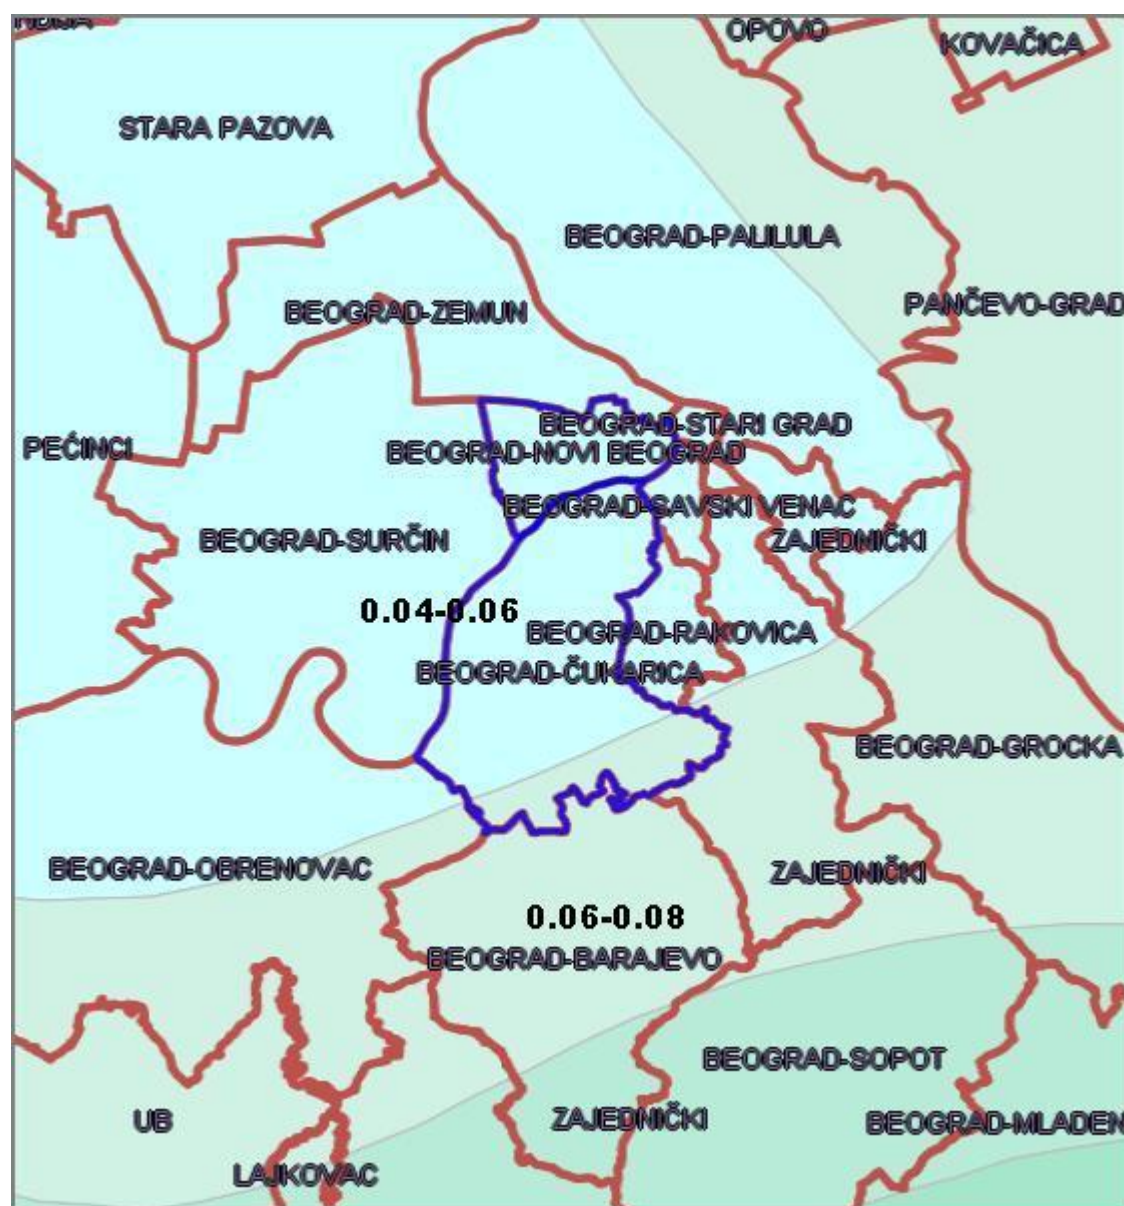 OPOVO
KOVAČICA
STARA PAZOVA
BEOGRAD-PALILULA
PANČEVO-GRAD
BEOGRAD-ZEMUN
BEOGRAD-STARI GRAD
PEĆINCI
BEOGRAD-NOVI BEOGRAD
BEOGRAD-SAVSKI VENAC
BEOGRAD-SURČIN
ZAJEDNIČKI
0.04-0.06
BEOGRAD-RAKOVICA
BEOGRAD-ČUKARICA
BEOGRAD-GROCKA
BEOGRAD-OBRENOVAC
ZAJEDNIČKI
0.06-0.08
BEOGRAD-BARAJEVO
BEOGRAD-SOPOT
UB
ZAJEDNIČKI
BEOGRAD-MLADEN
LAJKOVAC